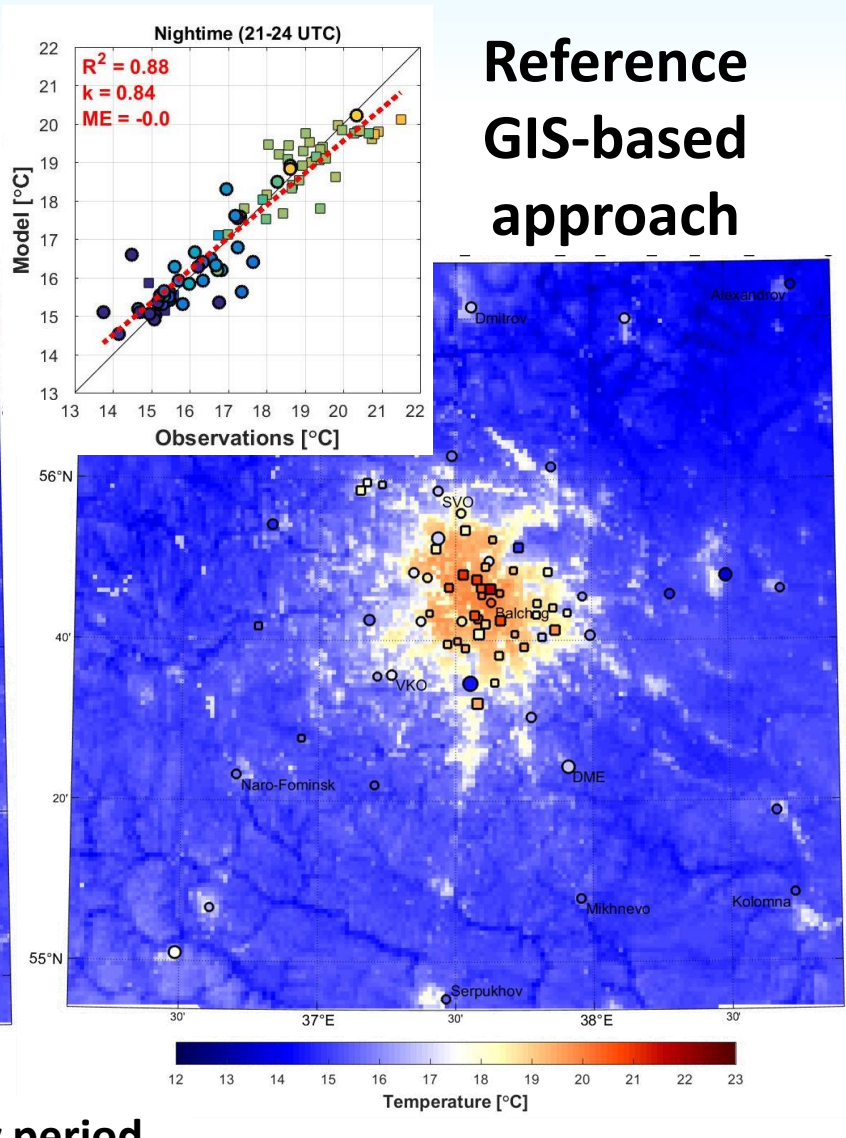 Nightime (21-24 UTC)
R² = 0.88
k = 0.84
ME = -0.0
22
21
20
19
18
17
16
15
14
13
Model [°C]
13 14 15 16 17 18 19 20 21 22
Observations [°C]
Reference
GIS-based
approach
Alexandrov
Dmitrov
56°N
SVO
Balchug
40'
VKO
Naro-Fominsk
DME
20'
Kolomna
Mikhnevo
55°N
Serpukhov
30' 37°E 30' 38°E 30'
12 13 14 15 16 17 18 19 20 21 22 23
Temperature [°C]
period